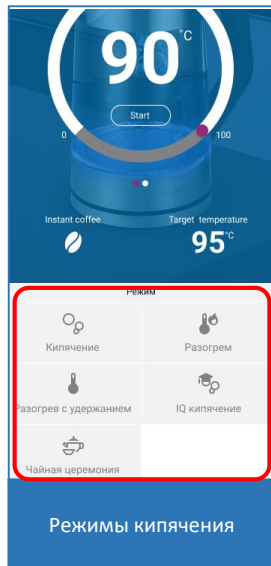 90°C
Start
0 100
Instant coffee Target temperature
95°C
Режим
Кипячение Разогрем
Разогрев с удержанием IQ кипячение
Чайная церемония
Режимы кипячения